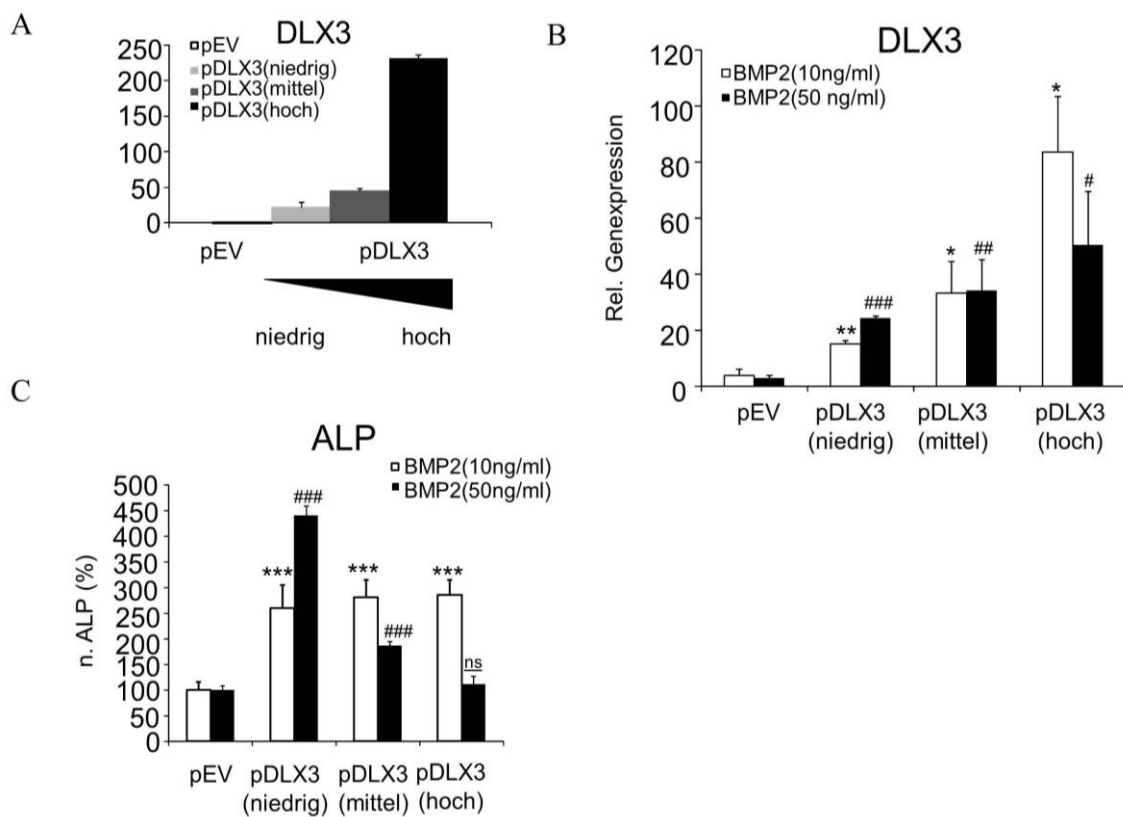 A
DLX3
pEV
pDLX3(niedrig)
pDLX3(mittel)
pDLX3(hoch)
250
200
150
100
50
0
pEV pDLX3
niedrig hoch
B
DLX3
BMP2(10ng/ml)
BMP2(50 ng/ml)
Rel. Genexpression
120
100
80
60
40
20
0
** ### * ## * #
pEV pDLX3 pDLX3 pDLX3
(niedrig) (mittel) (hoch)
C
ALP
BMP2(10ng/ml)
BMP2(50ng/ml)
n. ALP (%)
500
450
400
350
300
250
200
150
100
50
0
*** ### *** ### *** ns
pEV pDLX3 pDLX3 pDLX3
(niedrig) (mittel) (hoch)